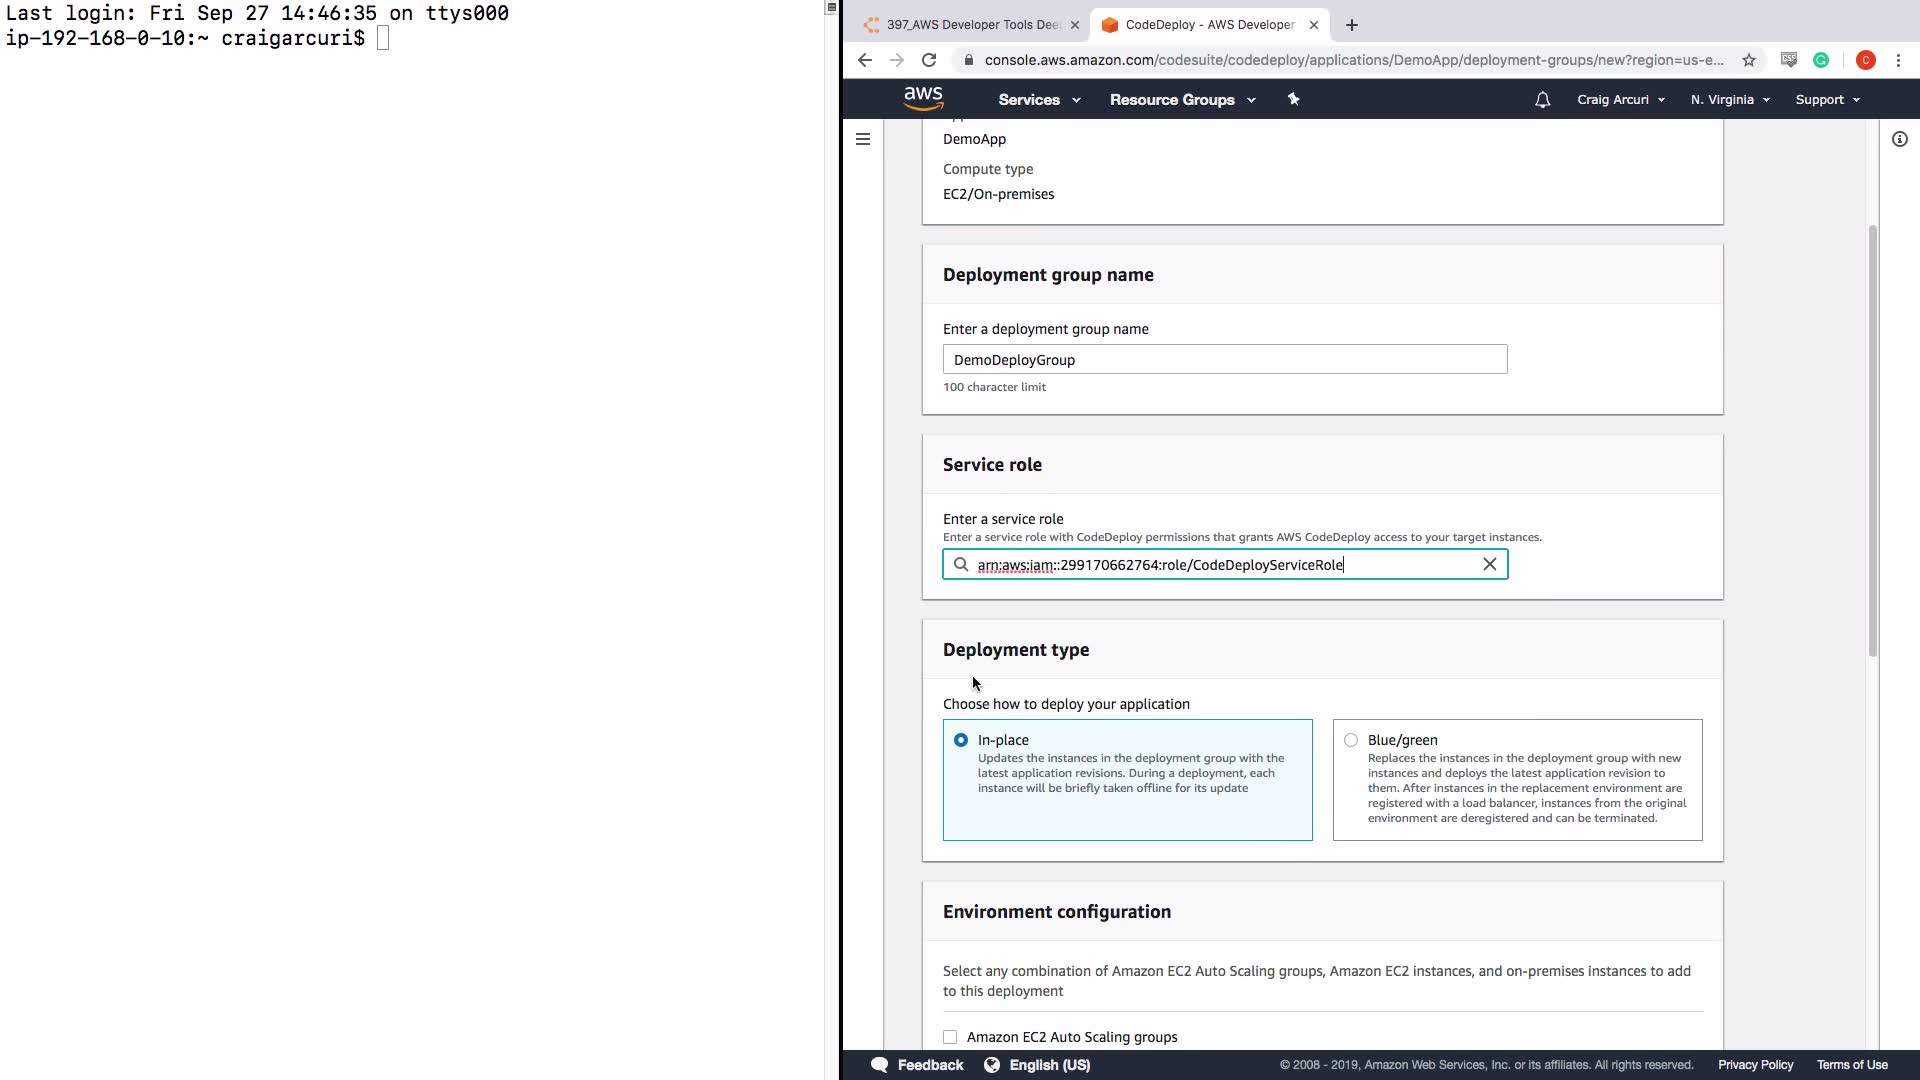 Last login: Fri Sep 27 14:46:35 on ttys000
ip-192-168-0-10:~ craigarcuri$
397_AWS Developer Tools Dee
CodeDeploy - AWS Developer
console.aws.amazon.com/codesuite/codedeploy/applications/DemoApp/deployment-groups/new?region=us-e...
C
aws
Services
Resource Groups
Craig Arcuri
N. Virginia
Support
DemoApp
Compute type
EC2/On-premises
Deployment group name
Enter a deployment group name
DemoDeployGroup
100 character limit
Service role
Enter a service role
Enter a service role with CodeDeploy permissions that grants AWS CodeDeploy access to your target instances.
arn:aws:iam::299170662764:role/CodeDeployServiceRole
Deployment type
Choose how to deploy your application
In-place
Updates the instances in the deployment group with the
latest application revisions. During a deployment, each
instance will be briefly taken offline for its update
Blue/green
Replaces the instances in the deployment group with new
instances and deploys the latest application revision to
them. After instances in the replacement environment are
registered with a load balancer, instances from the original
environment are deregistered and can be terminated.
Environment configuration
Select any combination of Amazon EC2 Auto Scaling groups, Amazon EC2 instances, and on-premises instances to add
to this deployment
Amazon EC2 Auto Scaling groups
Feedback
English (US)
© 2008 - 2019, Amazon Web Services, Inc. or its affiliates. All rights reserved.
Privacy Policy
Terms of Use